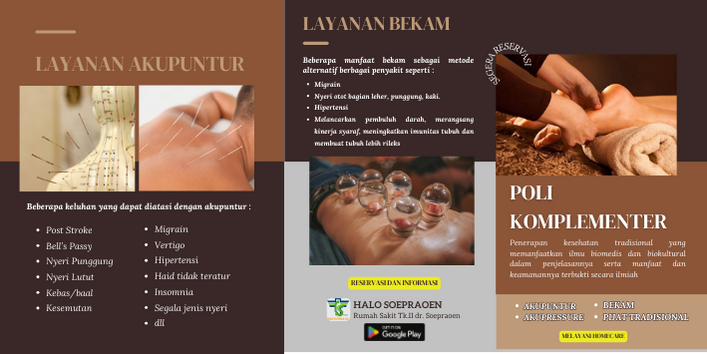 LAYANAN AKUPUNTUR
Beberapa keluhan yang dapat diatasi dengan akupuntur :
Post Stroke
Bell's Passy
Nyeri Punggung
Nyeri Lutut
Kebas/baal
Kesemutan
Migrain
Vertigo
Hipertensi
Haid tidak teratur
Insomnia
Segala jenis nyeri
dll
LAYANAN BEKAM
Beberapa manfaat bekam sebagai metode
alternatif berbagai penyakit seperti :
Migrain
Nyeri otot bagian leher, punggung, kaki.
Hipertensi
Melancarkan pembuluh darah, merangsang
kinerja syaraf, meningkatkan imunitas tubuh dan
membuat tubuh lebih rileks
RESERVASI DAN INFORMASI
HALO SOEPRAOEN
Rumah Sakit Tk.II dr. Soepraoen
GET IT ON
Google Play
SEGERA RESERVASI
POLI
KOMPLEMENTER
Penerapan kesehatan tradisional yang
memanfaatkan ilmu biomedis dan biokultural
dalam penjelasannya serta manfaat dan
keamanannya terbukti secara ilmiah
AKUPUNTUR
AKUPRESSURE
BEKAM
PIJAT TRADISIONAL
MELAYANI HOMECARE